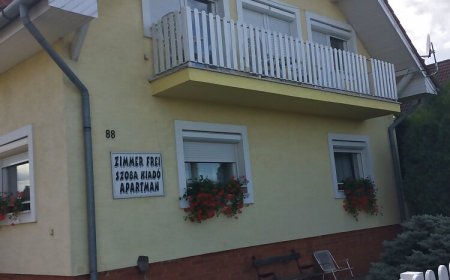 88
ZIMMER FREI
SZOBA KIADÓ
APARTMAN